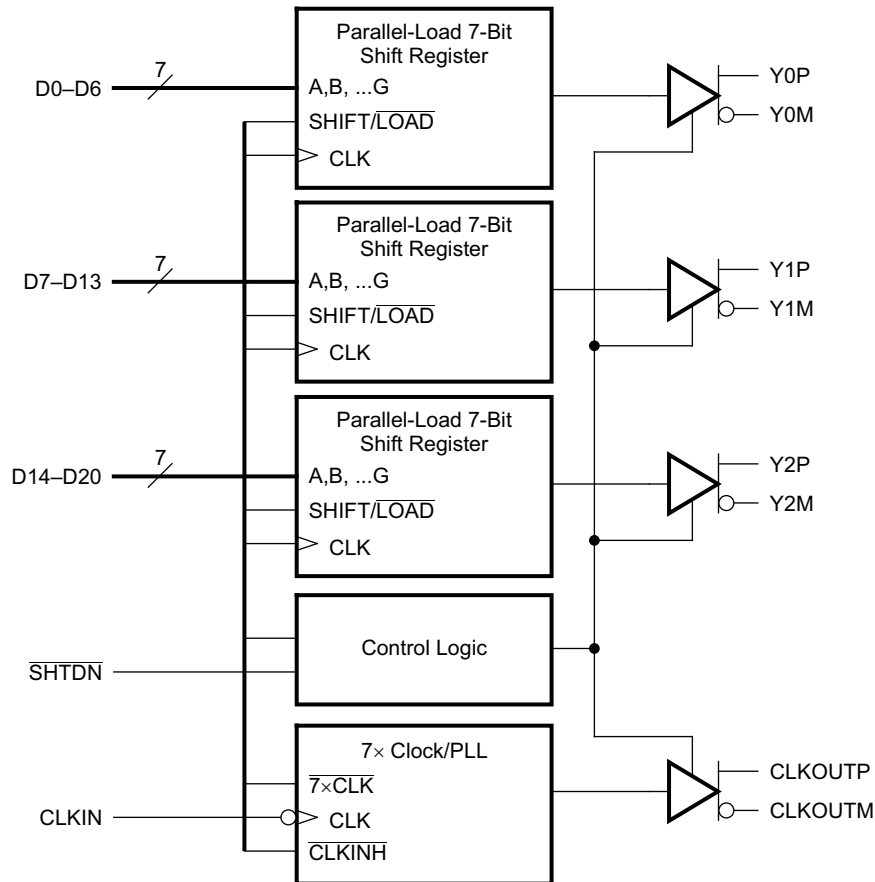 Parallel-Load 7-Bit
Shift Register
D0–D6
7
A,B, ...G
SHIFT/LOAD
CLK
Y0P
Y0M
Parallel-Load 7-Bit
Shift Register
D7–D13
7
A,B, ...G
SHIFT/LOAD
CLK
Y1P
Y1M
Parallel-Load 7-Bit
Shift Register
D14–D20
7
A,B, ...G
SHIFT/LOAD
CLK
Y2P
Y2M
Control Logic
SHTDN
7× Clock/PLL
7×CLK
CLKIN
CLK
CLKINH
CLKOUTP
CLKOUTM